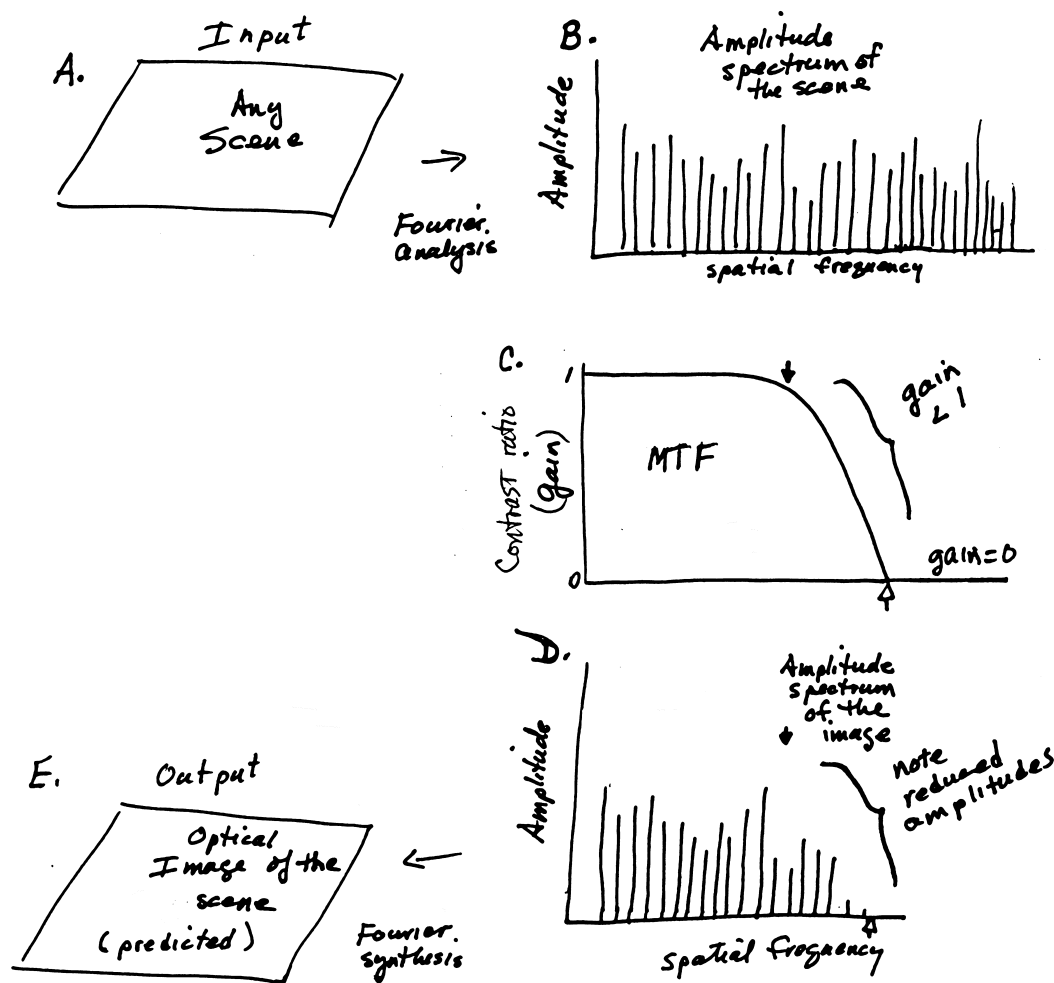 A.
Input
Any
Scene
Fourier.
analysis
B.
Amplitude
spectrum of
the scene
Amplitude
spatial frequency
C.
1
Contrast ratio
(gain)
MTF
gain
< 1
gain=0
0
D.
Amplitude
spectrum
of the
image
Amplitude
note
reduced
amplitudes
spatial frequency
E.
Output
Optical
Image of the
scene
(predicted)
Fourier.
synthesis